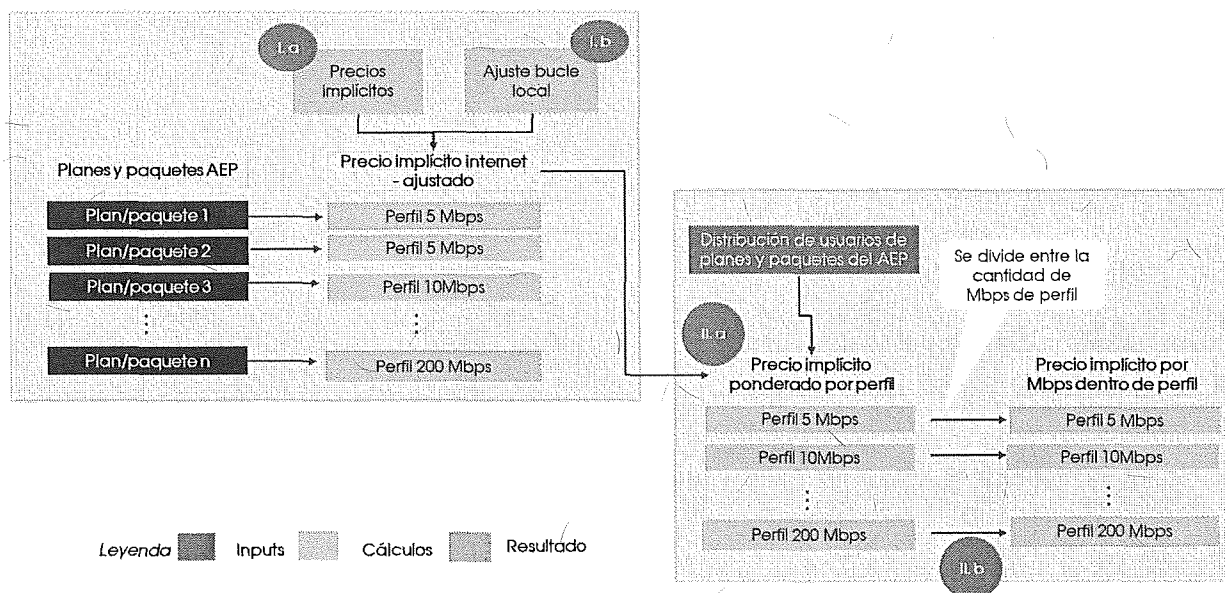 I.a
I.b
Precios
implícitos
Ajuste bucle
local
Planes y paquetes AEP
Precio implícito internet
- ajustado
Plan/paquete 1
Perfil 5 Mbps
Plan/paquete 2
Perfil 5 Mbps
Plan/paquete 3
Perfil 10Mbps
Plan/paquete n
Perfil 200 Mbps
Distribución de usuarios de
planes y paquetes del AEP
Se divide entre la
cantidad de
Mbps de perfil
II.a
Precio implícito
ponderado por perfil
Precio implícito por
Mbps dentro de perfil
Perfil 5 Mbps
Perfil 5 Mbps
Perfil 10Mbps
Perfil 10Mbps
Perfil 200 Mbps
Perfil 200 Mbps
II.b
Leyenda
Inputs
Cálculos
Resultado